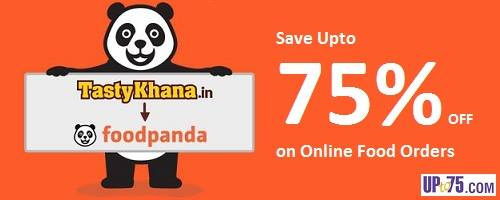 TastyKhana.in
foodpanda
Save Upto
75% OFF
on Online Food Orders
UPto75.COM